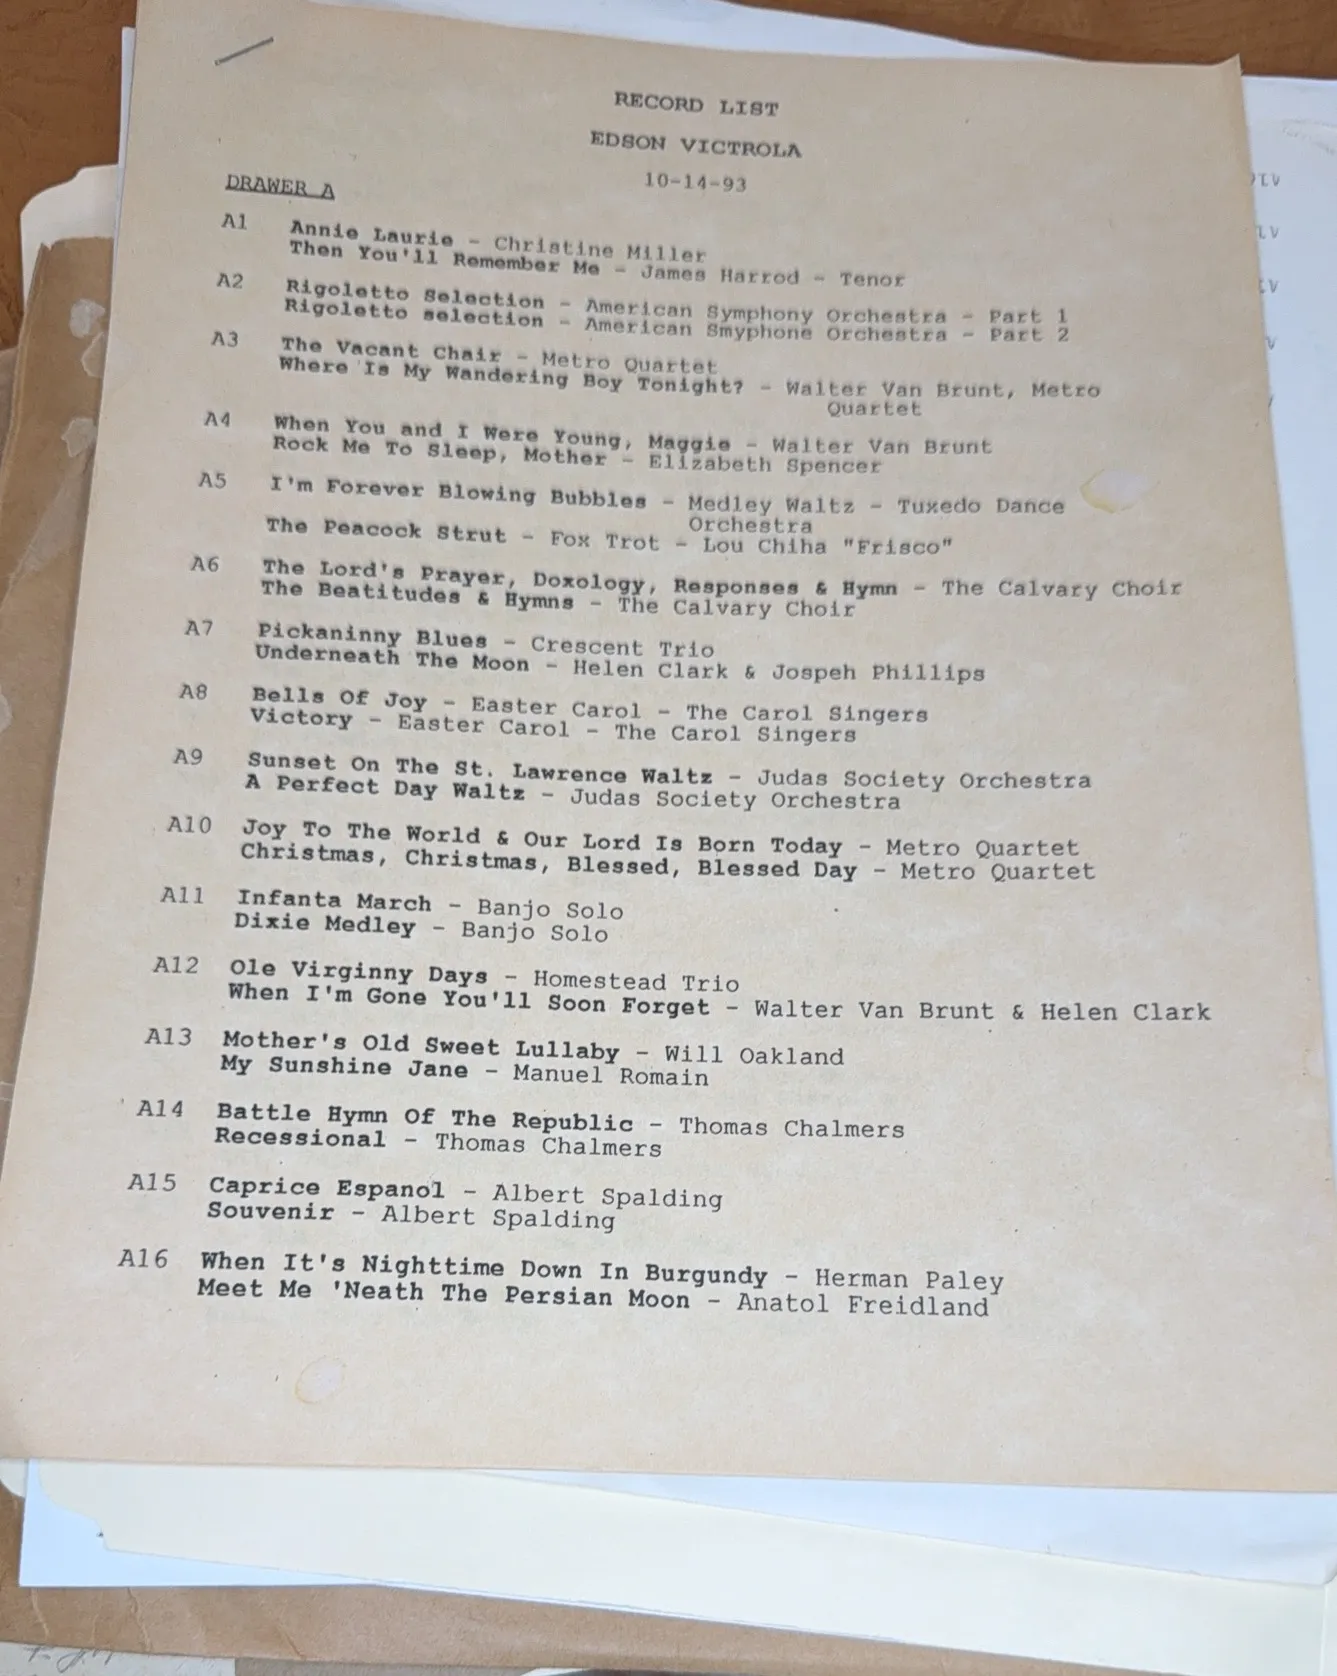 RECORD LIST
EDSON VICTROLA
10-14-93
DRAWER A
A1 Annie Laurie - Christine Miller
Then You'll Remember Me - James Harrod - Tenor
A2 Rigoletto Selection - American Symphony Orchestra - Part 1
Rigoletto selection - American Smyphone Orchestra - Part 2
A3 The Vacant Chair - Metro Quartet
Where Is My Wandering Boy Tonight? - Walter Van Brunt, Metro
Quartet
A4 When You and I Were Young, Maggie - Walter Van Brunt
Rock Me To Sleep, Mother - Elizabeth Spencer
A5 I'm Forever Blowing Bubbles - Medley Waltz - Tuxedo Dance
Orchestra
The Peacock Strut - Fox Trot - Lou Chiha "Frisco"
A6 The Lord's Prayer, Doxology, Responses & Hymn - The Calvary Choir
The Beatitudes & Hymns - The Calvary Choir
A7 Pickaninny Blues - Crescent Trio
Underneath The Moon - Helen Clark & Jospeh Phillips
A8 Bells Of Joy - Easter Carol - The Carol Singers
Victory - Easter Carol - The Carol Singers
A9 Sunset On The St. Lawrence Waltz - Judas Society Orchestra
A Perfect Day Waltz - Judas Society Orchestra
A10 Joy To The World & Our Lord Is Born Today - Metro Quartet
Christmas, Christmas, Blessed, Blessed Day - Metro Quartet
A11 Infanta March - Banjo Solo
Dixie Medley - Banjo Solo
A12 Ole Virginny Days - Homestead Trio
When I'm Gone You'll Soon Forget - Walter Van Brunt & Helen Clark
A13 Mother's Old Sweet Lullaby - Will Oakland
My Sunshine Jane - Manuel Romain
A14 Battle Hymn Of The Republic - Thomas Chalmers
Recessional - Thomas Chalmers
A15 Caprice Espanol - Albert Spalding
Souvenir - Albert Spalding
A16 When It's Nighttime Down In Burgundy - Herman Paley
Meet Me 'Neath The Persian Moon - Anatol Freidland